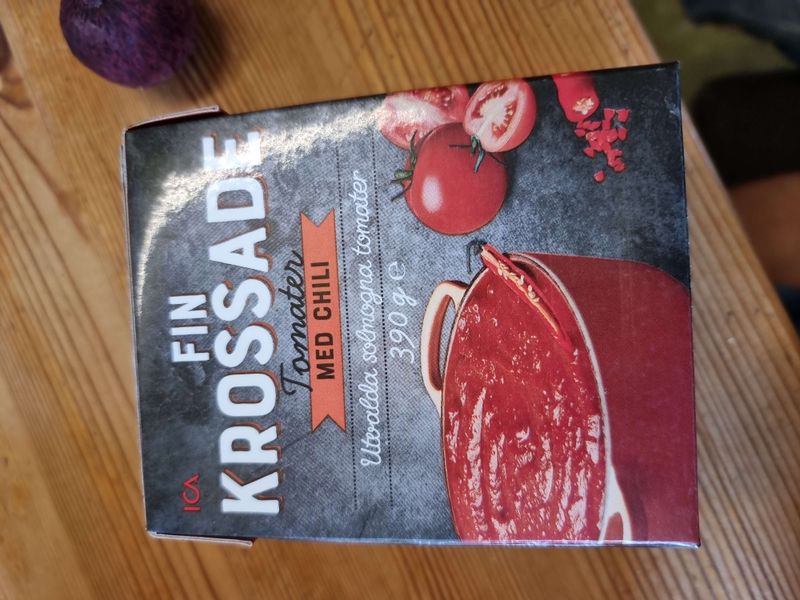 ICA
FIN
KROSSADE
Tomater
MED CHILI
Utvalda solmogna tomater
390 g ℮